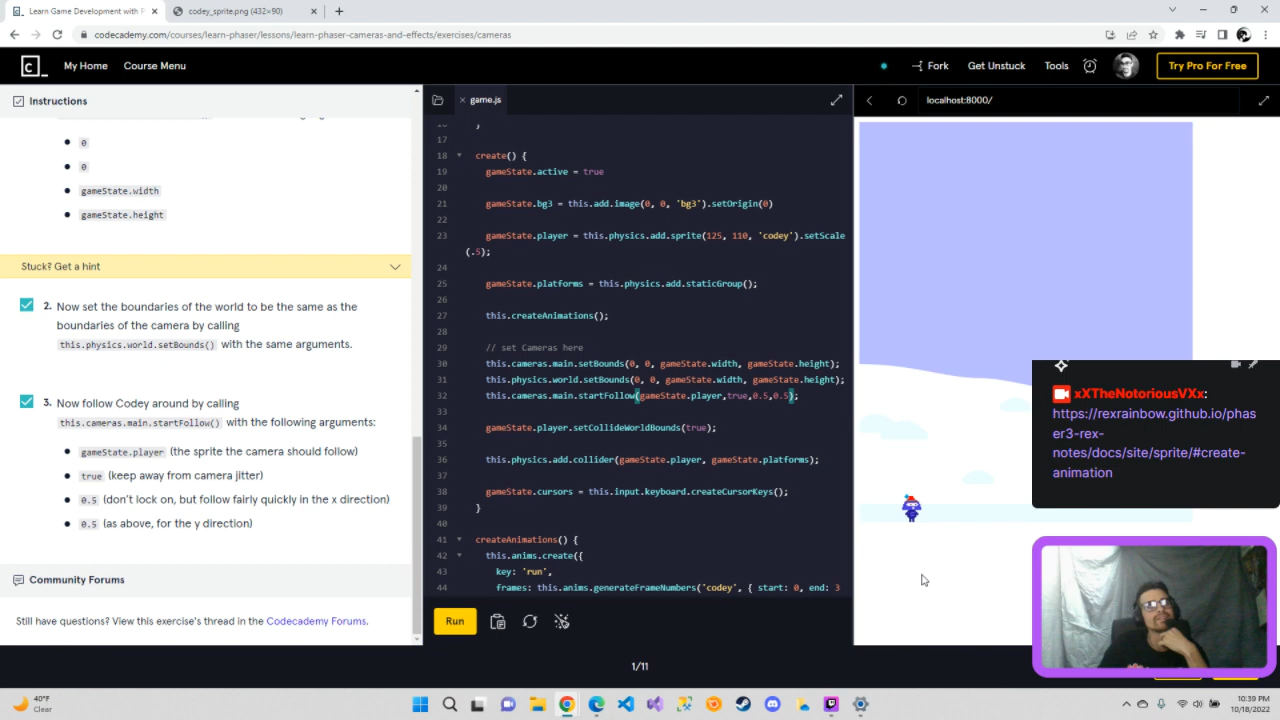 Learn Game Development with P
codey_sprite.png (432×90)
codecademy.com/courses/learn-phaser/lessons/learn-phaser-cameras-and-effects/exercises/cameras
My Home
Course Menu
Fork
Get Unstuck
Tools
Try Pro For Free
Instructions
0
0
gameState.width
gameState.height
Stuck? Get a hint
2. Now set the boundaries of the world to be the same as the
boundaries of the camera by calling
this.physics.world.setBounds() with the same arguments.
3. Now follow Codey around by calling
this.cameras.main.startFollow() with the following arguments:
gameState.player (the sprite the camera should follow)
true (keep away from camera jitter)
0.5 (don't lock on, but follow fairly quickly in the x direction)
0.5 (as above, for the y direction)
Community Forums
Still have questions? View this exercise's thread in the Codecademy Forums.
game.js
17
18 create() {
19 gameState.active = true
20
21 gameState.bg3 = this.add.image(0, 0, 'bg3').setOrigin(0)
22
23 gameState.player = this.physics.add.sprite(125, 110, 'codey').setScale
(.5);
24
25 gameState.platforms = this.physics.add.staticGroup();
26
27 this.createAnimations();
28
29 // set Cameras here
30 this.cameras.main.setBounds(0, 0, gameState.width, gameState.height);
31 this.physics.world.setBounds(0, 0, gameState.width, gameState.height);
32 this.cameras.main.startFollow(gameState.player,true,0.5,0.5);
33
34 gameState.player.setCollideWorldBounds(true);
35
36 this.physics.add.collider(gameState.player, gameState.platforms);
37
38 gameState.cursors = this.input.keyboard.createCursorKeys();
39 }
40
41 createAnimations() {
42 this.anims.create({
43 key: 'run',
44 frames: this.anims.generateFrameNumbers('codey', { start: 0, end: 3
Run
localhost:8000/
xXTheNotoriousVXx:
https://rexrainbow.github.io/phas
er3-rex-
notes/docs/site/sprite/#create-
animation
1/11
40°F
Clear
10:39 PM
10/18/2022